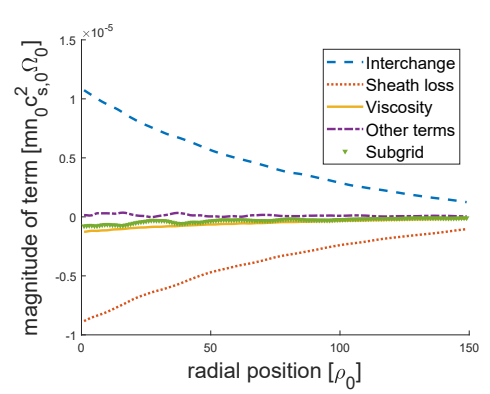 ×10⁻⁵
1.5
1
0.5
0
-0.5
-1
0
50
100
150
magnitude of term [mn₀c²ₛ,₀Ω₀]
radial position [ρ₀]
Interchange
Sheath loss
Viscosity
Other terms
Subgrid